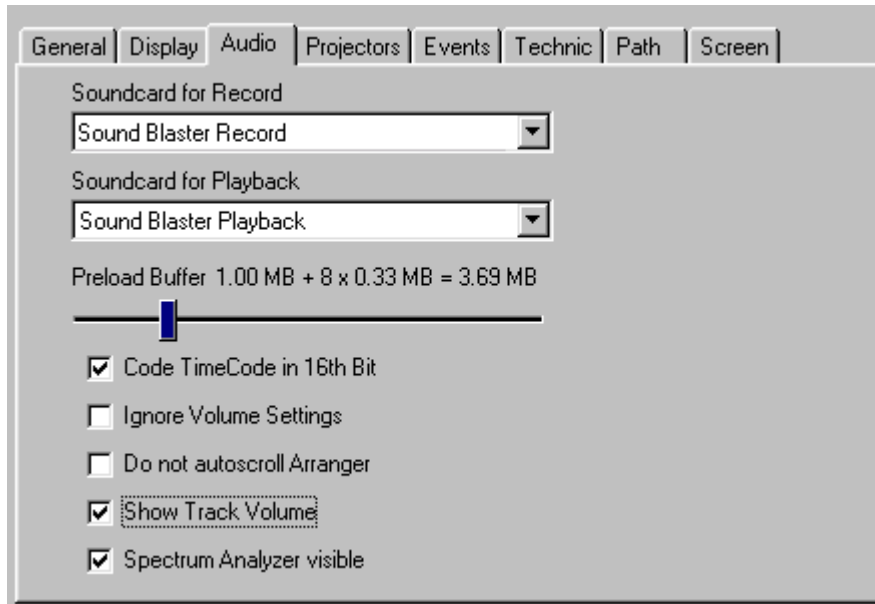 General Display Audio Projectors Events Technic Path Screen
Soundcard for Record
Sound Blaster Record
Soundcard for Playback
Sound Blaster Playback
Preload Buffer 1.00 MB + 8 x 0.33 MB = 3.69 MB
Code TimeCode in 16th Bit
Ignore Volume Settings
Do not autoscroll Arranger
Show Track Volume
Spectrum Analyzer visible